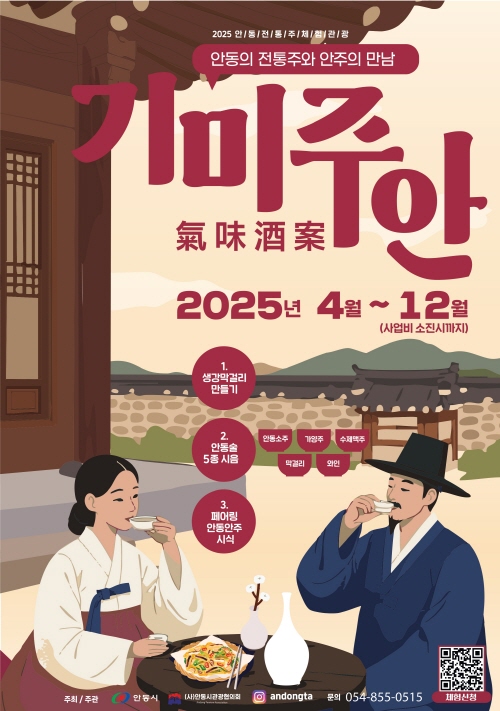 2025 안/동/전/통/주/체/험/관/광
안동의 전통주와 안주의 만남
기미주안
氣味酒案
2025년 4월 ~ 12월
(사업비 소진시까지)
1.
생강막걸리
만들기
2.
안동술
5종 시음
안동소주 가양주 수제맥주
막걸리 와인
3.
페어링
안동안주
시식
주최 / 주관 안동시 (사)안동시관광협의회 andongta 문의 054-855-0515 체험신청